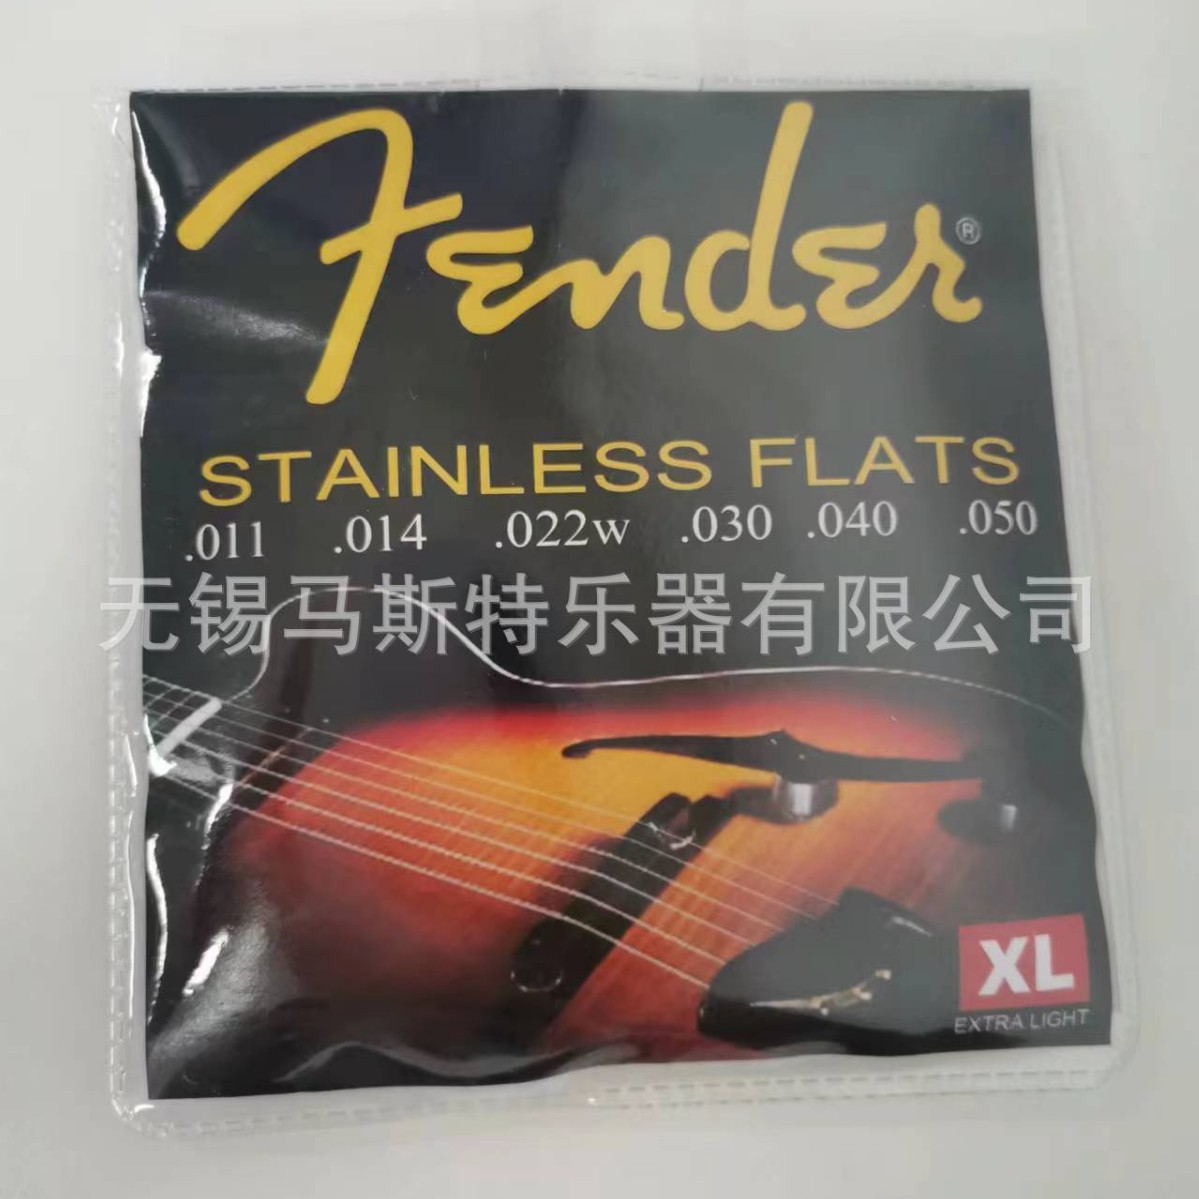 Fender®
STAINLESS FLATS
.011 .014 .022w .030 .040 .050
无锡马斯特乐器有限公司
XL
EXTRA LIGHT